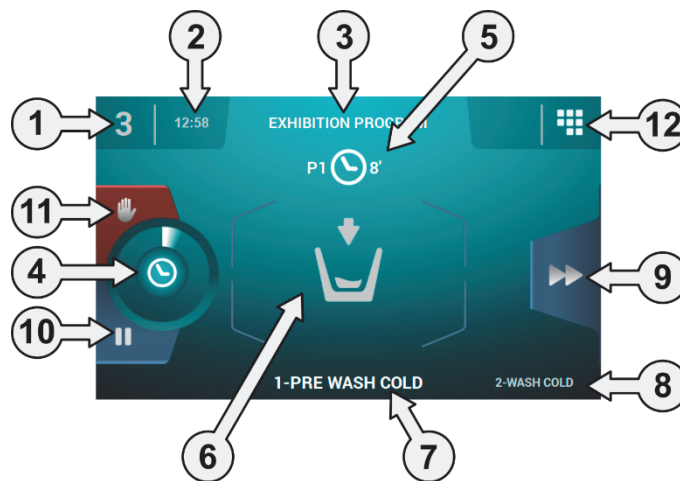 2 3 5
1 3 12:58 EXHIBITION PROGRAM 12
P1 8'
11
4 9
10
1-PRE WASH COLD 2-WASH COLD 8
6 7